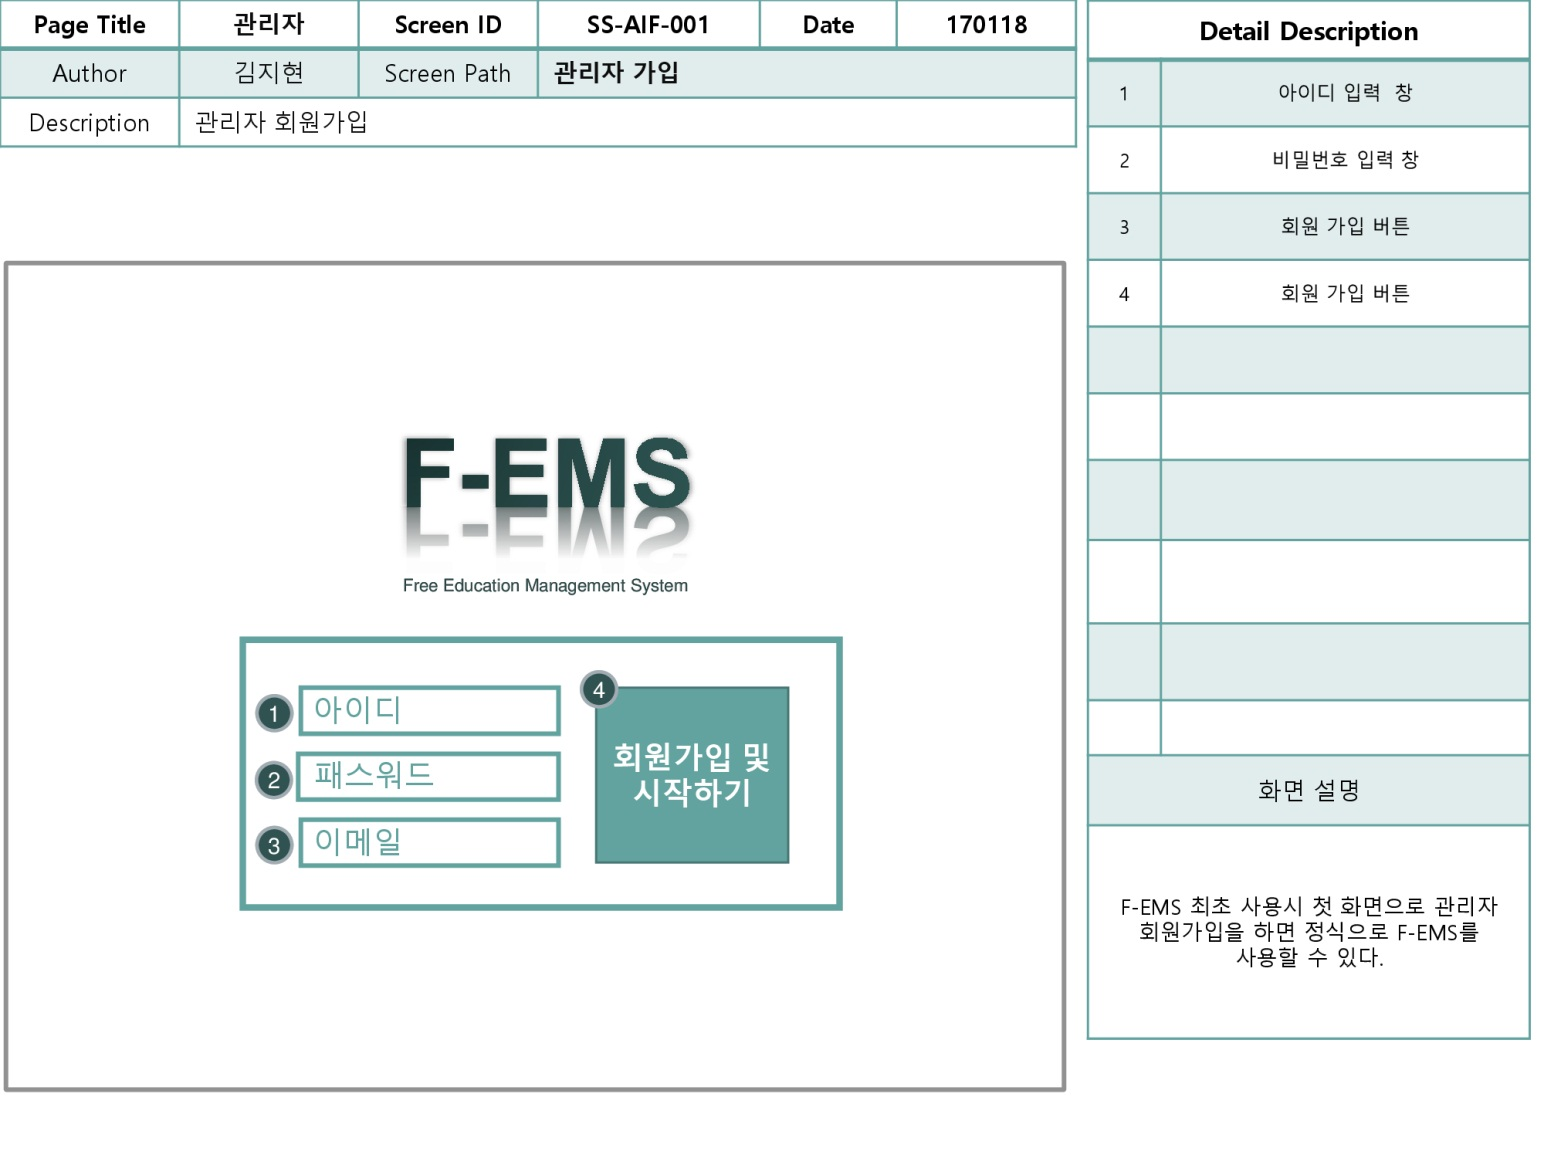 Page Title 관리자 Screen ID SS-AIF-001 Date 170118
Author 김지현 Screen Path 관리자 가입
Description 관리자 회원가입
Detail Description
1 아이디 입력 창
2 비밀번호 입력 창
3 회원 가입 버튼
4 회원 가입 버튼
화면 설명
F-EMS 최초 사용시 첫 화면으로 관리자
회원가입을 하면 정식으로 F-EMS를
사용할 수 있다.
F-EMS
Free Education Management System
1 아이디
2 패스워드
3 이메일
4
회원가입 및
시작하기